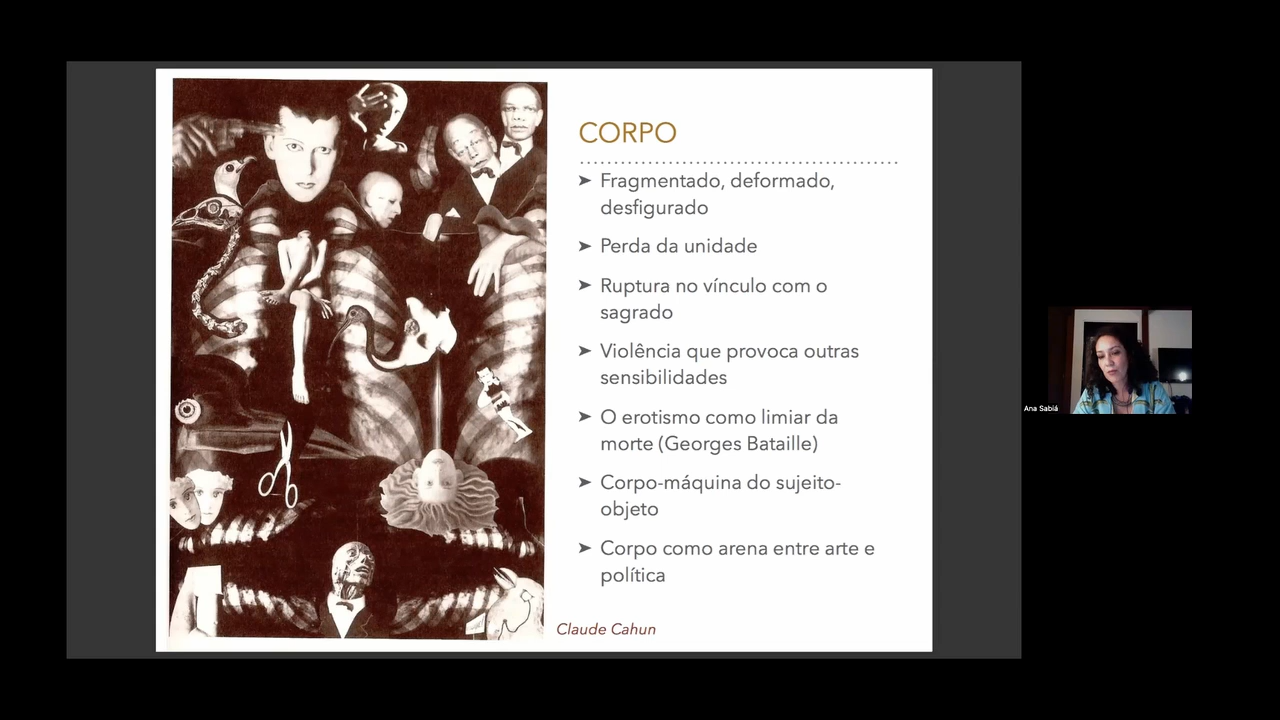 CORPO
➤ Fragmentado, deformado,
desfigurado
➤ Perda da unidade
➤ Ruptura no vínculo com o
sagrado
➤ Violência que provoca outras
sensibilidades
➤ O erotismo como limiar da
morte (Georges Bataille)
➤ Corpo-máquina do sujeito-
objeto
➤ Corpo como arena entre arte e
política
Claude Cahun
Ana Sabiá